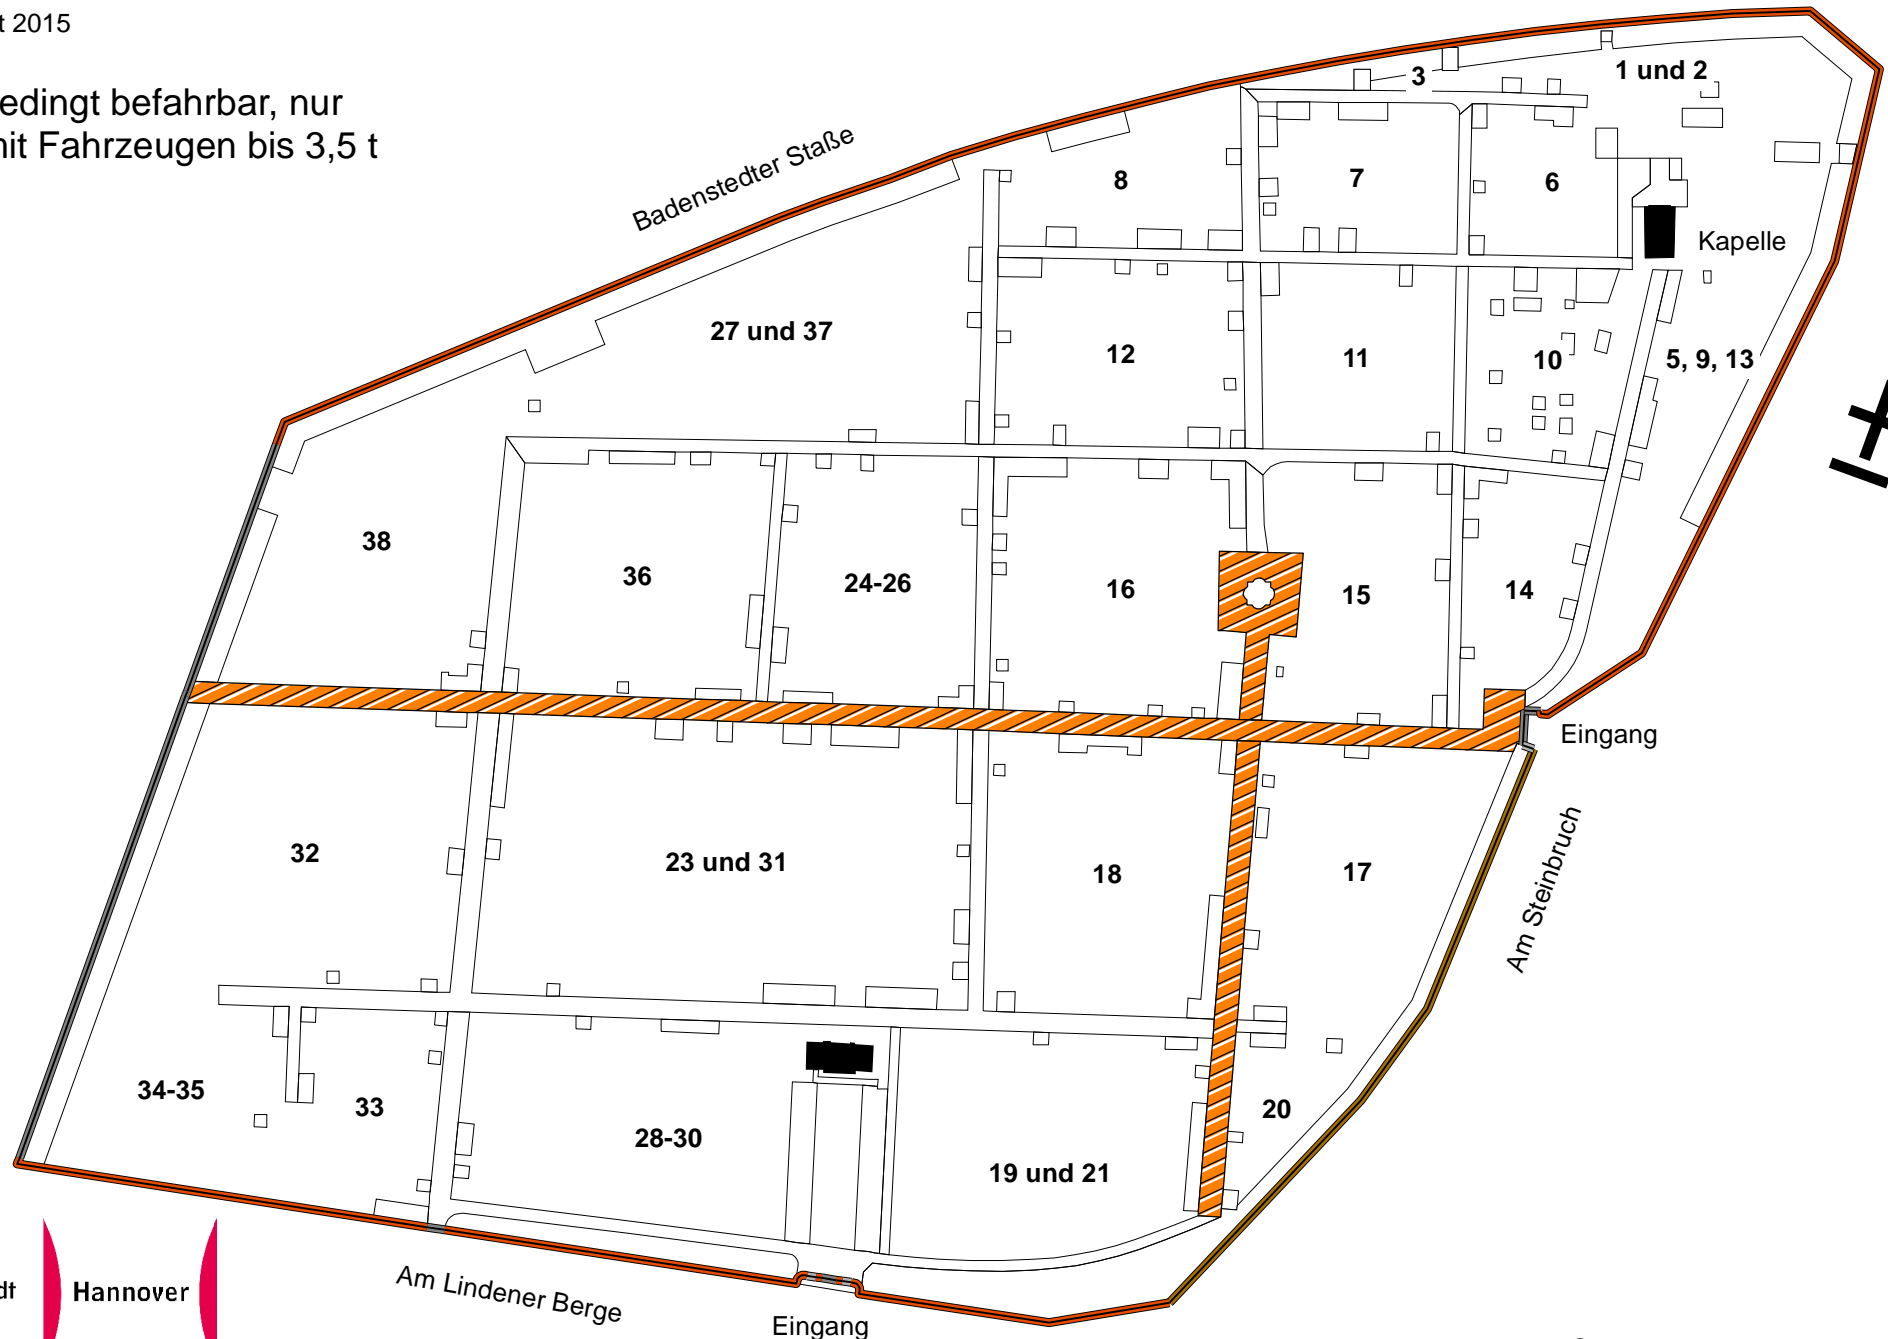 t 2015
edingt befahrbar, nur
nit Fahrzeugen bis 3,5 t
Badenstedter Staße
3
1 und 2
8
7
6
Kapelle
27 und 37
12
11
10
5, 9, 13
38
36
24-26
16
15
14
Eingang
32
23 und 31
18
17
Am Steinbruch
34-35
33
28-30
19 und 21
20
dt
Hannover
Am Lindener Berge
Eingang